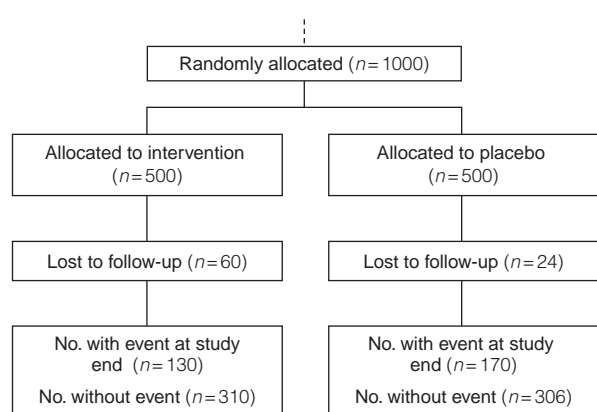 Randomly allocated (n=1000)
Allocated to intervention
(n=500)
Allocated to placebo
(n=500)
Lost to follow-up (n=60)
Lost to follow-up (n=24)
No. with event at study
end (n=130)
No. without event (n=310)
No. with event at study
end (n=170)
No. without event (n=306)